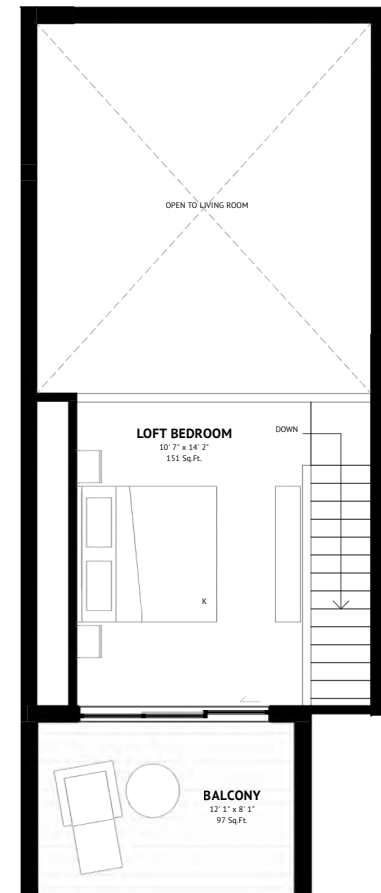 OPEN TO LIVING ROOM
LOFT BEDROOM
10' 7" x 14' 2"
151 Sq.Ft.
DOWN
K
BALCONY
12' 1" x 8' 1"
97 Sq.Ft.